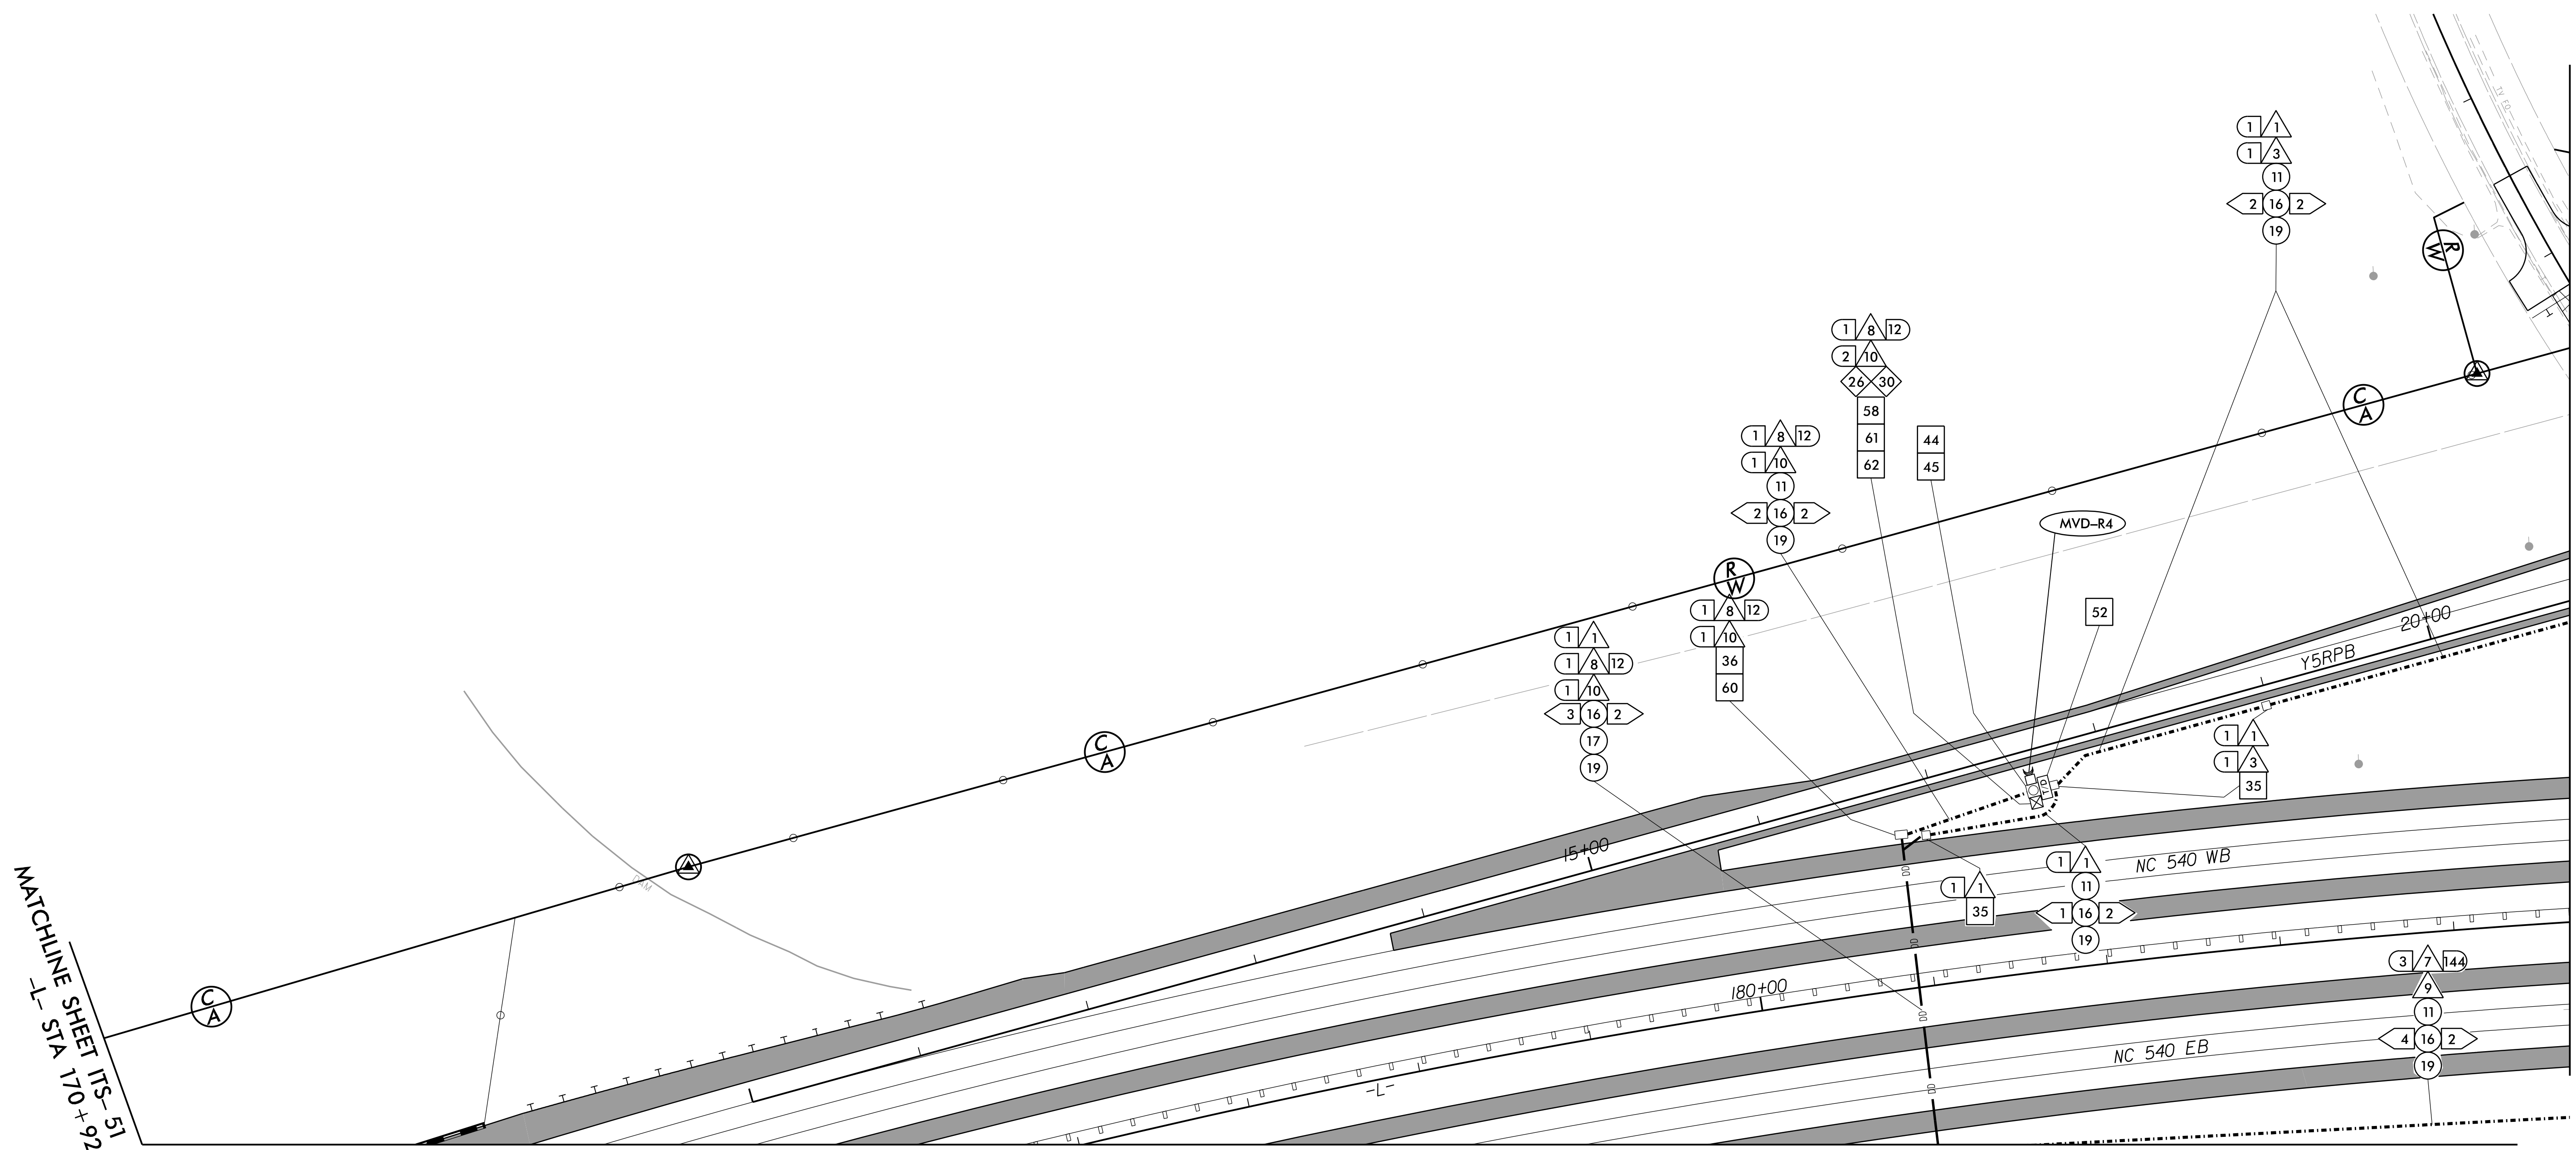 1 1
1 3
11
2 16 2
19
R
W
C
A
1 8 12
2 10
26 30
58
61
62
44
45
1 8 12
1 10
11
2 16 2
19
MVD–R4
R
W
1 8 12
1 10
36
60
52
1 1
1 8 12
1 10
3 16 2
17
19
20+00
Y5RPB
1 1
1 3
35
C
A
15+00
1 1
11
1 16 2
19
NC 540 WB
1 1
35
DAM
MATCHLINE SHEET ITS– 51
–L– STA 170+92
C
A
180+00
–L–
NC 540 EB
3 7 144
9
11
4 16 2
19